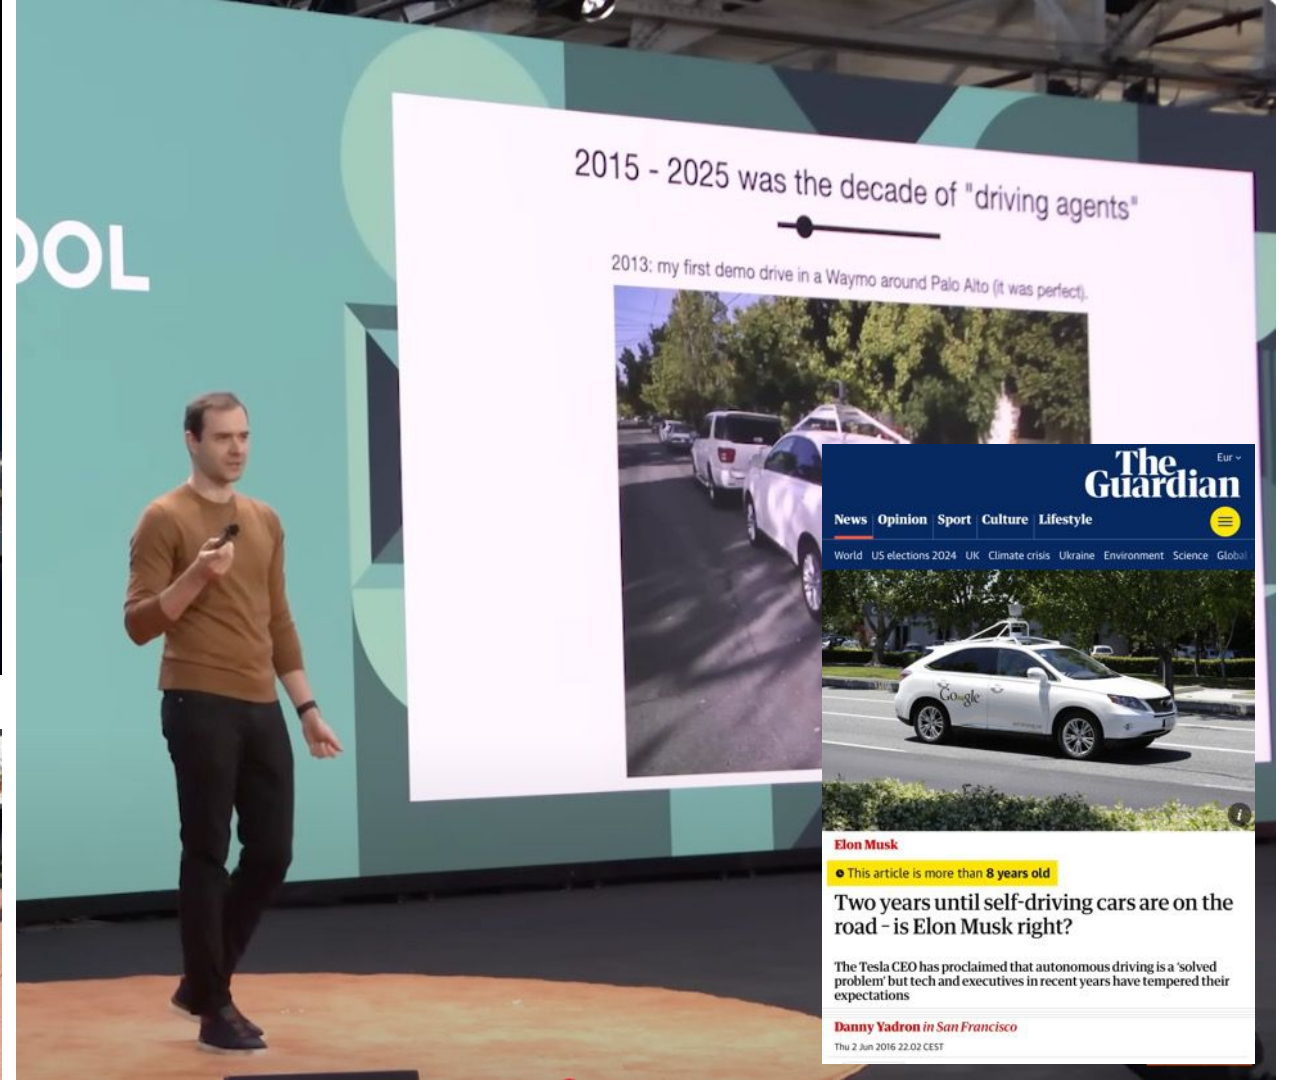 OOL
2015 - 2025 was the decade of "driving agents"
2013: my first demo drive in a Waymo around Palo Alto (it was perfect).
The
Guardian
Eur
News Opinion Sport Culture Lifestyle
World US elections 2024 UK Climate crisis Ukraine Environment Science Global
Google
i
Elon Musk
This article is more than 8 years old
Two years until self-driving cars are on the
road – is Elon Musk right?
The Tesla CEO has proclaimed that autonomous driving is a ‘solved
problem’ but tech and executives in recent years have tempered their
expectations
Danny Yadron in San Francisco
Thu 2 Jun 2016 22.02 CEST